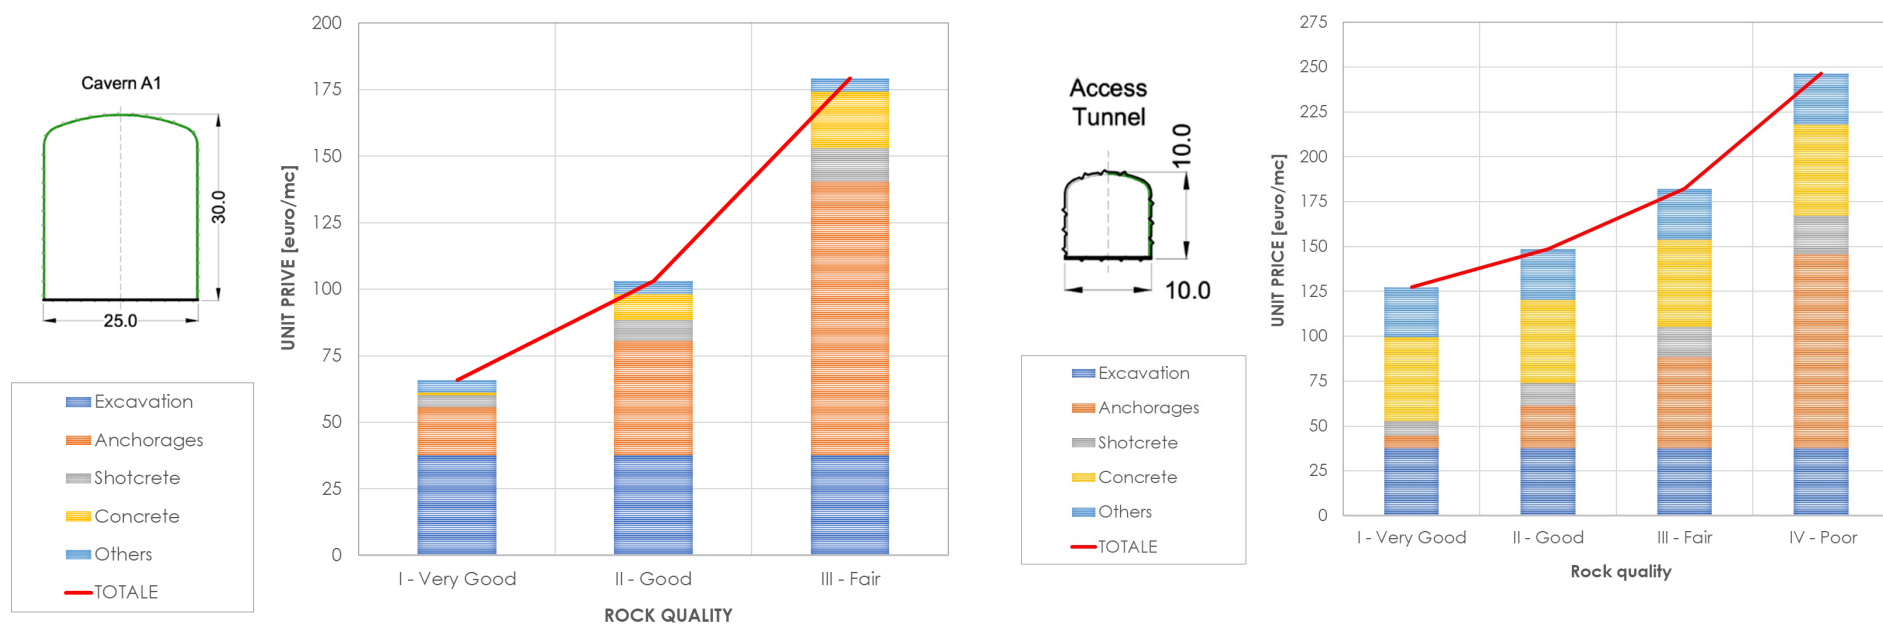 Cavern A1
30.0
25.0
Excavation
Anchorages
Shotcrete
Concrete
Others
TOTALE
UNIT PRIVE [euro/mc]
200
175
150
125
100
75
50
25
0
I - Very Good
II - Good
III - Fair
ROCK QUALITY
Access
Tunnel
10.0
10.0
Excavation
Anchorages
Shotcrete
Concrete
Others
TOTALE
UNIT PRICE [euro/mc]
275
250
225
200
175
150
125
100
75
50
25
0
I - Very Good
II - Good
III - Fair
IV - Poor
Rock quality